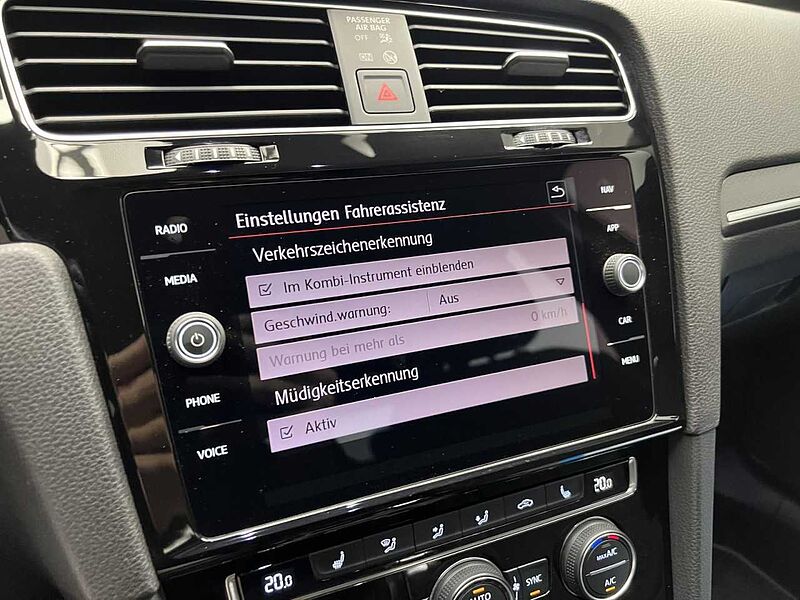 PASSENGER
AIR BAG
OFF
ON
RADIO
MEDIA
PHONE
VOICE
Einstellungen Fahrerassistenz
Verkehrszeichenerkennung
Im Kombi-Instrument einblenden
Geschwind.warnung: Aus
Warnung bei mehr als 0 km/h
Müdigkeitserkennung
Aktiv
NAV
APP
CAR
MENU
20.0
20.0
AUTO
SYNC
MAX A/C
A/C